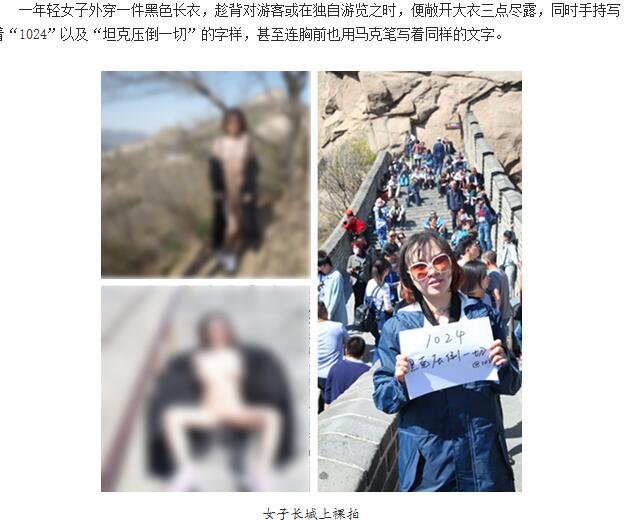 一年轻女子外穿一件黑色长衣，趁背对游客或在独自游览之时，便敞开大衣三点尽露，同时手持写
着“1024”以及“坦克压倒一切”的字样，甚至连胸前也用马克笔写着同样的文字。
1024
坦克压倒一切
女子长城上裸拍